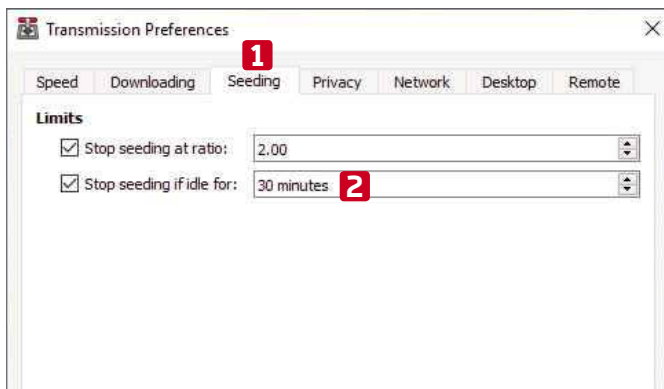 Transmission Preferences
1
Speed Downloading Seeding Privacy Network Desktop Remote
Limits
Stop seeding at ratio: 2.00
Stop seeding if idle for: 30 minutes 2